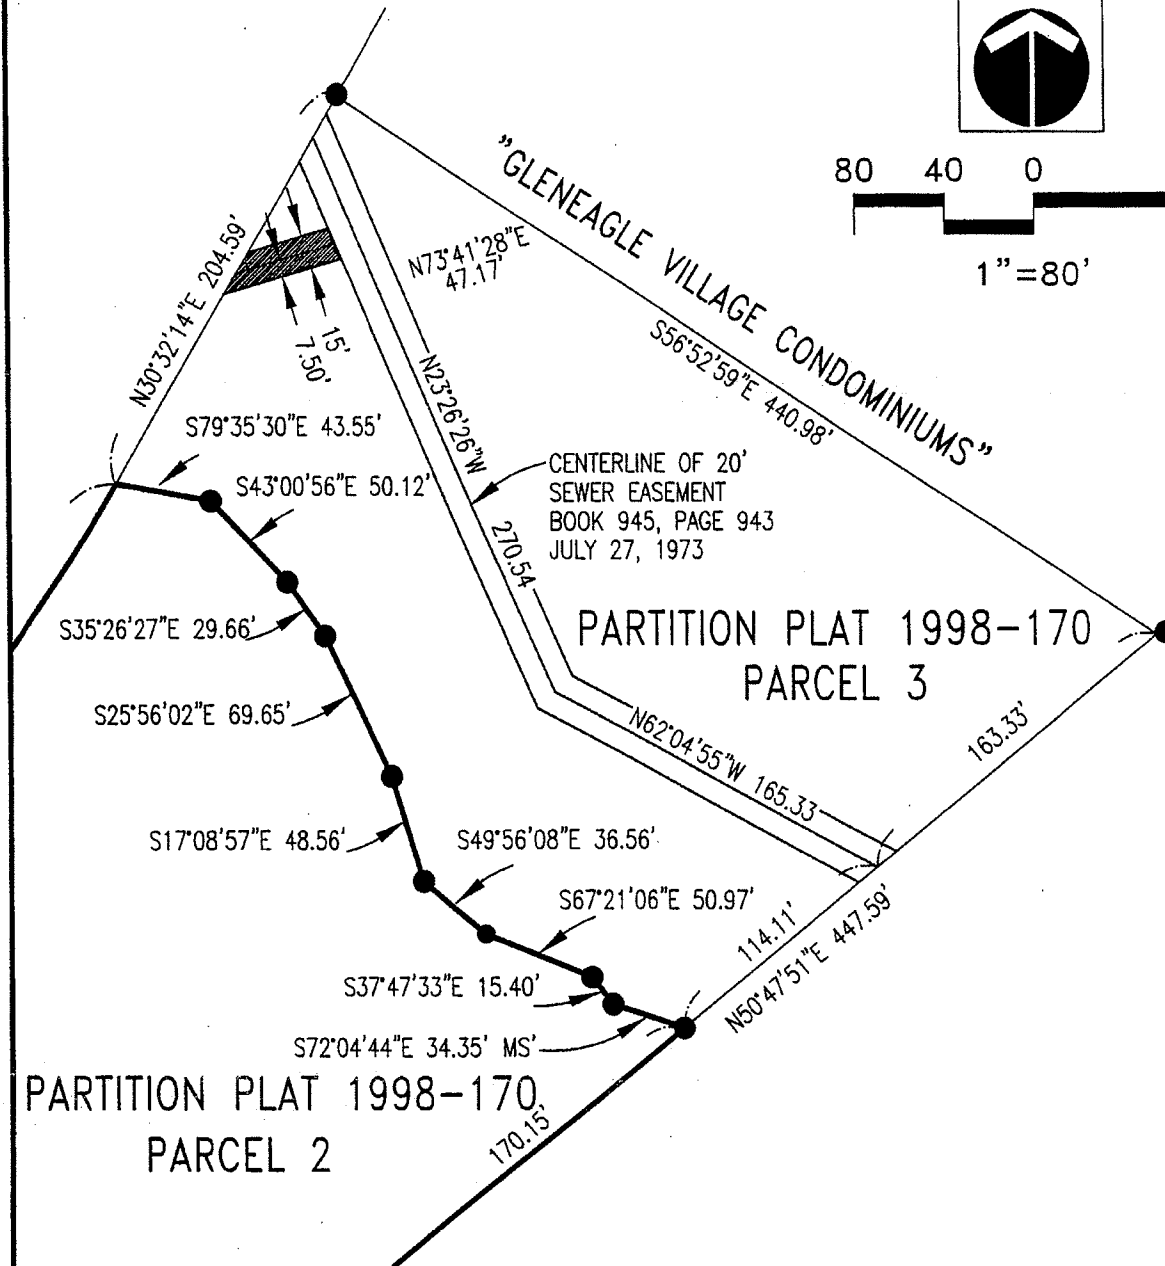 80 40 0
1"=80'
"GLENEAGLE VILLAGE CONDOMINIUMS"
S56°52'59"E 440.98'
N73°41'28"E
47.17'
N30°32'14"E 204.59'
15'
7.50'
N23°26'26"W
270.54
S79°35'30"E 43.55'
S43°00'56"E 50.12'
CENTERLINE OF 20'
SEWER EASEMENT
BOOK 945, PAGE 943
JULY 27, 1973
S35°26'27"E 29.66'
PARTITION PLAT 1998-170
PARCEL 3
S25°56'02"E 69.65'
N62°04'55"W 165.33
163.33'
S17°08'57"E 48.56'
S49°56'08"E 36.56'
S67°21'06"E 50.97'
114.11'
N50°47'51"E 447.59'
S37°47'33"E 15.40'
S72°04'44"E 34.35' MS'
PARTITION PLAT 1998-170
PARCEL 2
170.15'